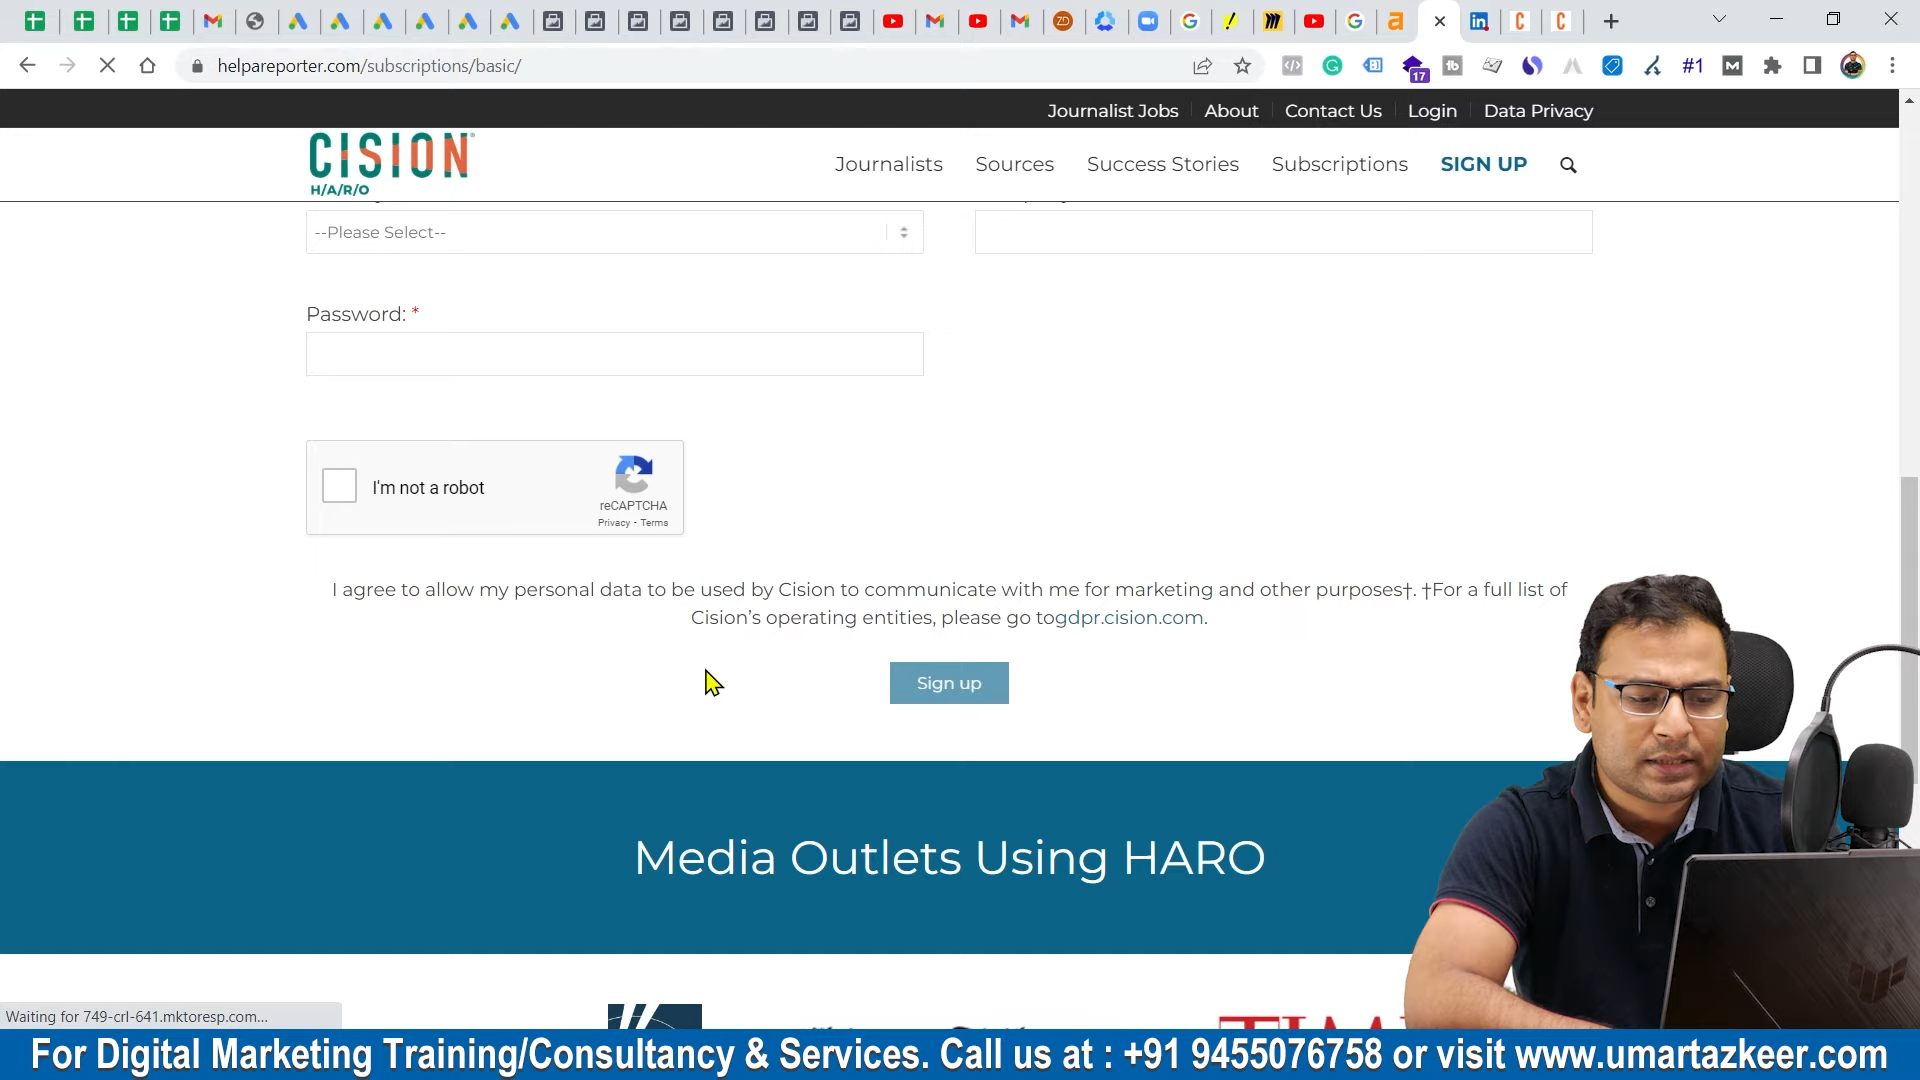 helpareporter.com/subscriptions/basic/
17
#1
Journalist Jobs
About
Contact Us
Login
Data Privacy
CISION
H/A/R/O
Journalists
Sources
Success Stories
Subscriptions
SIGN UP
--Please Select--
Password: *
I'm not a robot
reCAPTCHA
Privacy - Terms
I agree to allow my personal data to be used by Cision to communicate with me for marketing and other purposes†. †For a full list of
Cision’s operating entities, please go togdpr.cision.com.
Sign up
Media Outlets Using HARO
Waiting for 749-crl-641.mktoresp.com...
For Digital Marketing Training/Consultancy & Services. Call us at : +91 9455076758 or visit www.umartazkeer.com